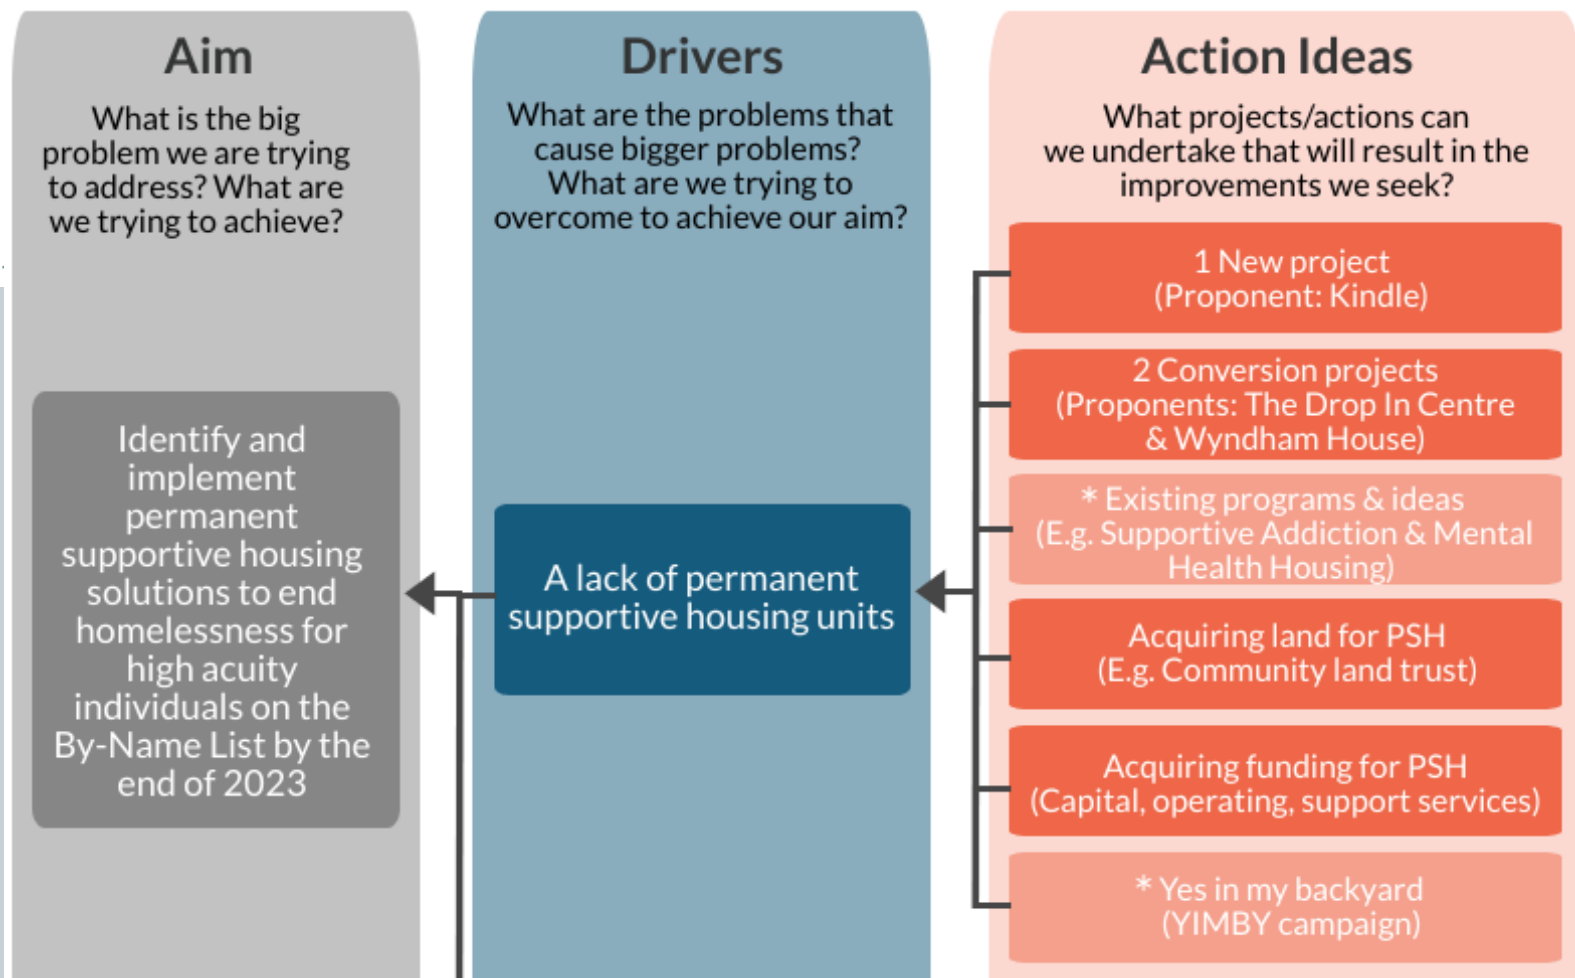 Aim
What is the big
problem we are trying
to address? What are
we trying to achieve?
Identify and
implement
permanent
supportive housing
solutions to end
homelessness for
high acuity
individuals on the
By-Name List by the
end of 2023
Drivers
What are the problems that
cause bigger problems?
What are we trying to
overcome to achieve our aim?
A lack of permanent
supportive housing units
Action Ideas
What projects/actions can
we undertake that will result in the
improvements we seek?
1 New project
(Proponent: Kindle)
2 Conversion projects
(Proponents: The Drop In Centre
& Wyndham House)
* Existing programs & ideas
(E.g. Supportive Addiction & Mental
Health Housing)
Acquiring land for PSH
(E.g. Community land trust)
Acquiring funding for PSH
(Capital, operating, support services)
* Yes in my backyard
(YIMBY campaign)